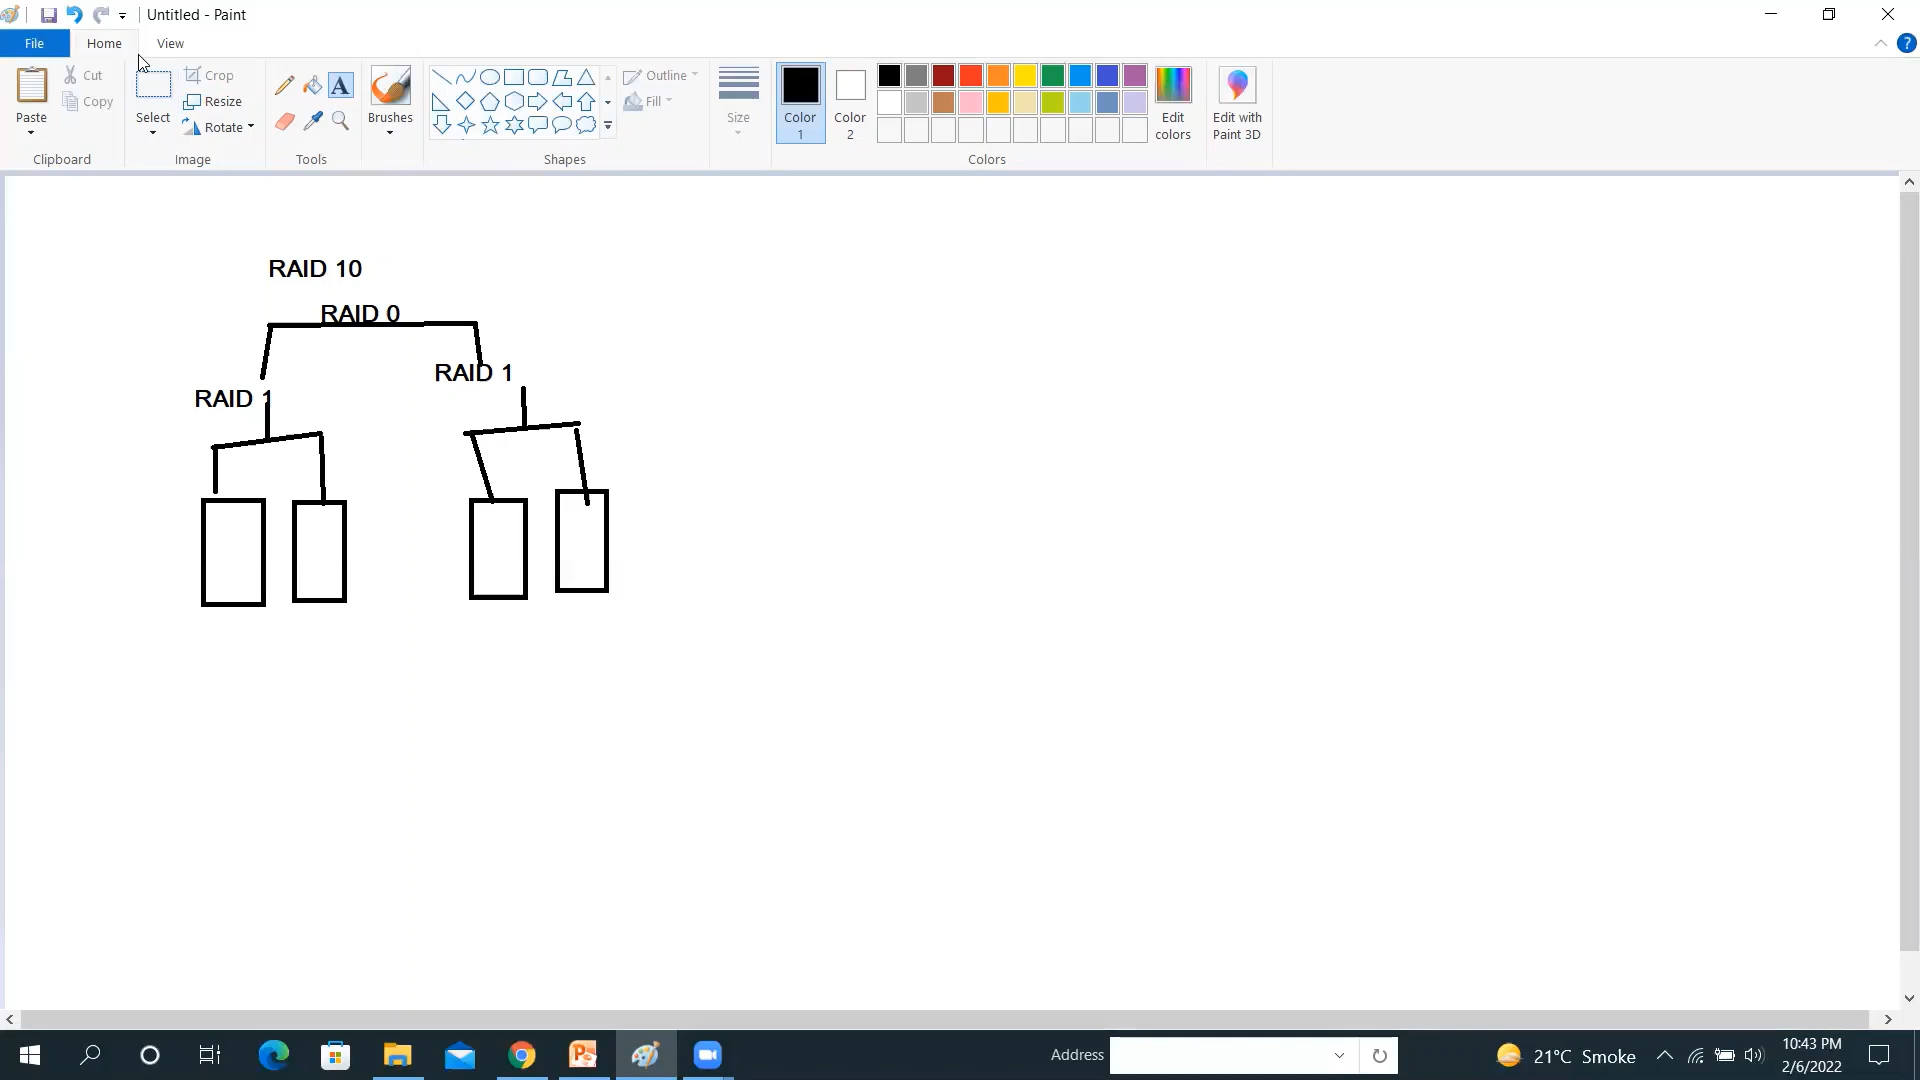 Untitled - Paint
File
Home
View
Paste
Cut
Copy
Clipboard
Select
Crop
Resize
Rotate
Image
A
Tools
Brushes
Shapes
Outline
Fill
Size
Color
1
Color
2
Colors
Edit
colors
Edit with
Paint 3D
RAID 10
RAID 0
RAID 1
RAID 1
Address
21°C Smoke
10:43 PM
2/6/2022